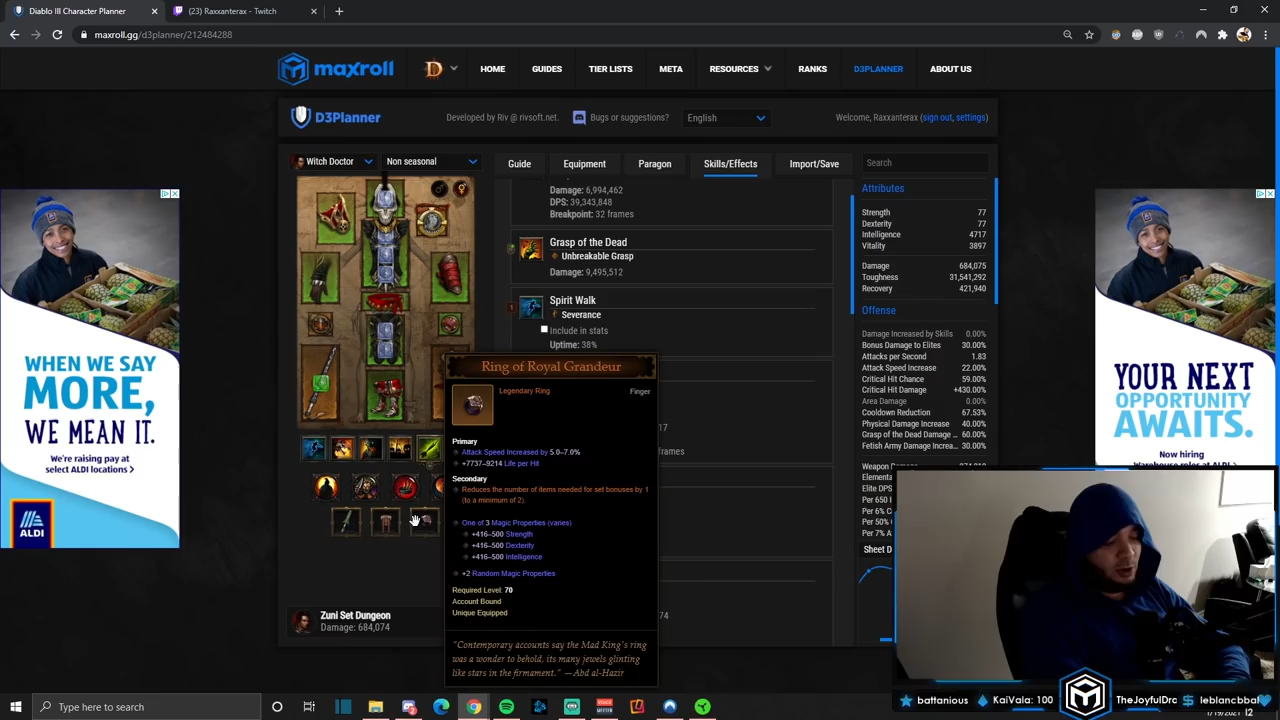 Diablo III Character Planner
(23) Raxxanterax - Twitch
maxroll.gg/d3planner/212484288
maxroll
HOME
GUIDES
TIER LISTS
META
RESOURCES
RANKS
D3PLANNER
ABOUT US
D3Planner
Developed by Riv @ rivsoft.net.
Bugs or suggestions?
English
Welcome, Raxxanterax (sign out, settings)
Witch Doctor
Non seasonal
Guide
Equipment
Paragon
Skills/Effects
Import/Save
Search
Damage: 6,994,462
DPS: 39,343,848
Breakpoint: 32 frames
Grasp of the Dead
Unbreakable Grasp
Damage: 9,495,512
Spirit Walk
Severance
Include in stats
Uptime: 38%
Attributes
Strength 77
Dexterity 77
Intelligence 4717
Vitality 3897
Damage 684,075
Toughness 31,541,292
Recovery 421,940
Offense
Damage Increased by Skills 0.00%
Bonus Damage to Elites 30.00%
Attacks per Second 1.83
Attack Speed Increase 22.00%
Critical Hit Chance 59.00%
Critical Hit Damage +430.00%
Area Damage 0.00%
Cooldown Reduction 67.53%
Physical Damage Increase 40.00%
Grasp of the Dead Damage ... 60.00%
Fetish Army Damage Increa... 30.00%
Ring of Royal Grandeur
Legendary Ring
Finger
Primary
Attack Speed Increased by 5.0–7.0%
+7737–9214 Life per Hit
Secondary
Reduces the number of items needed for set bonuses by 1
(to a minimum of 2).
One of 3 Magic Properties (varies)
+416–500 Strength
+416–500 Dexterity
+416–500 Intelligence
+2 Random Magic Properties
Required Level: 70
Account Bound
Unique Equipped
"Contemporary accounts say the Mad King's ring
was a wonder to behold, its many jewels glinting
like stars in the firmament." —Abd al-Hazir
17
frames
74
Zuni Set Dungeon
Damage: 684,074
WHEN WE SAY
MORE,
WE MEAN IT.
We're raising pay at
select ALDI locations >
ALDI
YOUR NEXT
OPPORTUNITY
AWAITS.
Now hiring
Elite DPS
Per 650
Per 6%
Per 50%
Per 7%
Sheet D
Type here to search
battanious
KaiVala: 100
TheJoyfulDrc
leblancbbal